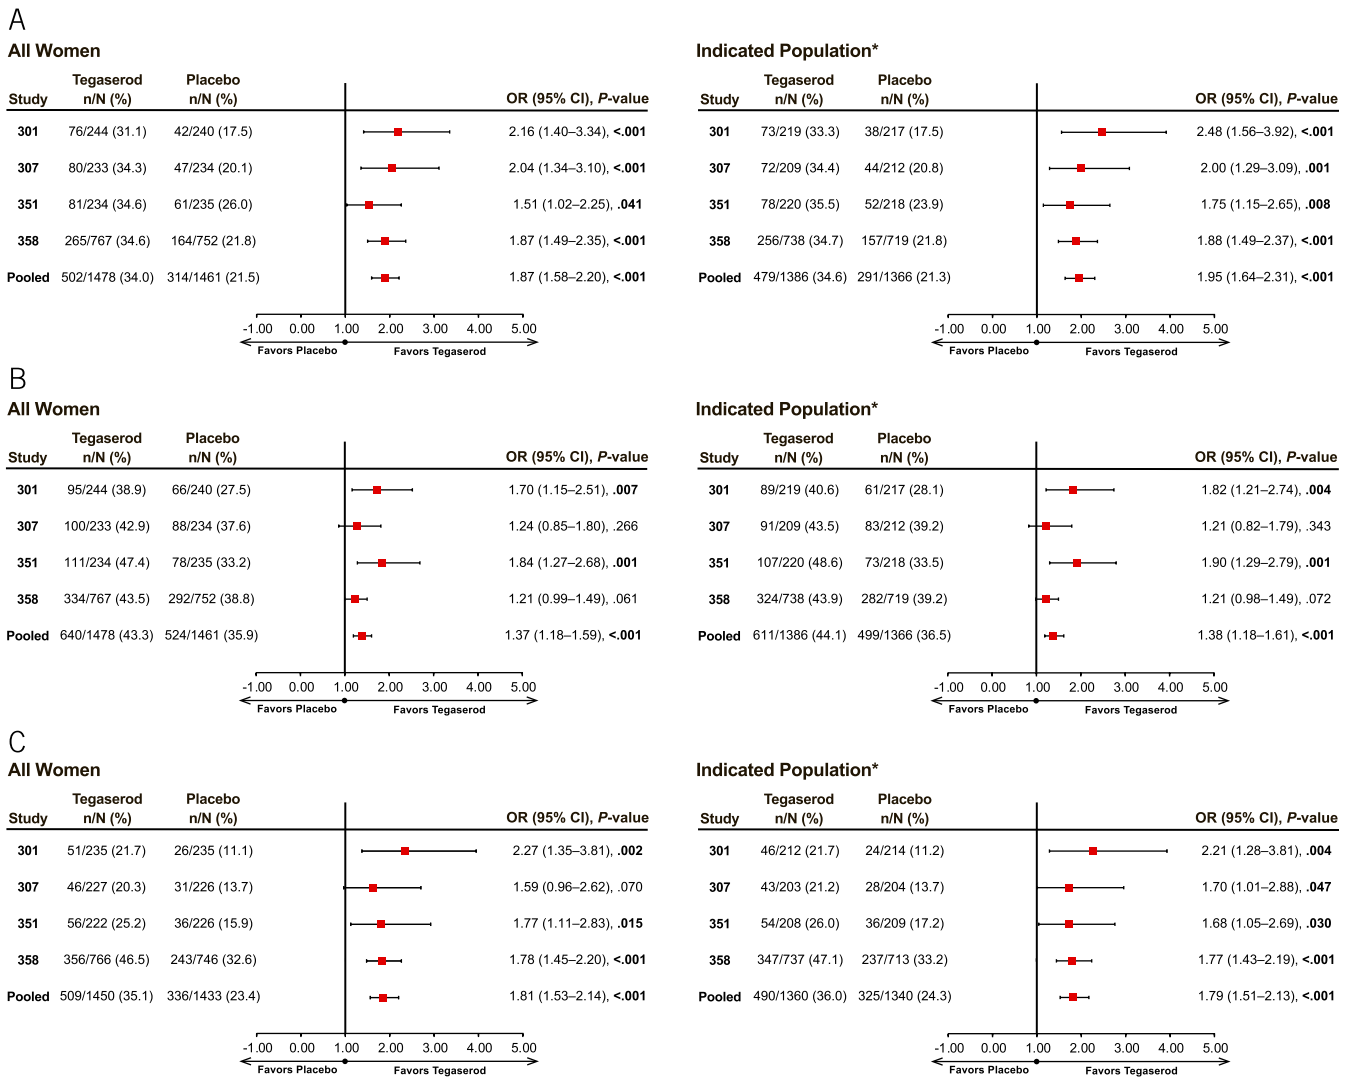 A
All Women
Tegaserod Placebo
Study n/N (%) n/N (%) OR (95% CI), P-value
301 76/244 (31.1) 42/240 (17.5) 2.16 (1.40–3.34), <.001
307 80/233 (34.3) 47/234 (20.1) 2.04 (1.34–3.10), <.001
351 81/234 (34.6) 61/235 (26.0) 1.51 (1.02–2.25), .041
358 265/767 (34.6) 164/752 (21.8) 1.87 (1.49–2.35), <.001
Pooled 502/1478 (34.0) 314/1461 (21.5) 1.87 (1.58–2.20), <.001
-1.00 0.00 1.00 2.00 3.00 4.00 5.00
Favors Placebo Favors Tegaserod
Indicated Population*
Tegaserod Placebo
Study n/N (%) n/N (%) OR (95% CI), P-value
301 73/219 (33.3) 38/217 (17.5) 2.48 (1.56–3.92), <.001
307 72/209 (34.4) 44/212 (20.8) 2.00 (1.29–3.09), .001
351 78/220 (35.5) 52/218 (23.9) 1.75 (1.15–2.65), .008
358 256/738 (34.7) 157/719 (21.8) 1.88 (1.49–2.37), <.001
Pooled 479/1386 (34.6) 291/1366 (21.3) 1.95 (1.64–2.31), <.001
-1.00 0.00 1.00 2.00 3.00 4.00 5.00
Favors Placebo Favors Tegaserod
B
All Women
Tegaserod Placebo
Study n/N (%) n/N (%) OR (95% CI), P-value
301 95/244 (38.9) 66/240 (27.5) 1.70 (1.15–2.51), .007
307 100/233 (42.9) 88/234 (37.6) 1.24 (0.85–1.80), .266
351 111/234 (47.4) 78/235 (33.2) 1.84 (1.27–2.68), .001
358 334/767 (43.5) 292/752 (38.8) 1.21 (0.99–1.49), .061
Pooled 640/1478 (43.3) 524/1461 (35.9) 1.37 (1.18–1.59), <.001
-1.00 0.00 1.00 2.00 3.00 4.00 5.00
Favors Placebo Favors Tegaserod
Indicated Population*
Tegaserod Placebo
Study n/N (%) n/N (%) OR (95% CI), P-value
301 89/219 (40.6) 61/217 (28.1) 1.82 (1.21–2.74), .004
307 91/209 (43.5) 83/212 (39.2) 1.21 (0.82–1.79), .343
351 107/220 (48.6) 73/218 (33.5) 1.90 (1.29–2.79), .001
358 324/738 (43.9) 282/719 (39.2) 1.21 (0.98–1.49), .072
Pooled 611/1386 (44.1) 499/1366 (36.5) 1.38 (1.18–1.61), <.001
-1.00 0.00 1.00 2.00 3.00 4.00 5.00
Favors Placebo Favors Tegaserod
C
All Women
Tegaserod Placebo
Study n/N (%) n/N (%) OR (95% CI), P-value
301 51/235 (21.7) 26/235 (11.1) 2.27 (1.35–3.81), .002
307 46/227 (20.3) 31/226 (13.7) 1.59 (0.96–2.62), .070
351 56/222 (25.2) 36/226 (15.9) 1.77 (1.11–2.83), .015
358 356/766 (46.5) 243/746 (32.6) 1.78 (1.45–2.20), <.001
Pooled 509/1450 (35.1) 336/1433 (23.4) 1.81 (1.53–2.14), <.001
-1.00 0.00 1.00 2.00 3.00 4.00 5.00
Favors Placebo Favors Tegaserod
Indicated Population*
Tegaserod Placebo
Study n/N (%) n/N (%) OR (95% CI), P-value
301 46/212 (21.7) 24/214 (11.2) 2.21 (1.28–3.81), .004
307 43/203 (21.2) 28/204 (13.7) 1.70 (1.01–2.88), .047
351 54/208 (26.0) 36/209 (17.2) 1.68 (1.05–2.69), .030
358 347/737 (47.1) 237/713 (33.2) 1.77 (1.43–2.19), <.001
Pooled 490/1360 (36.0) 325/1340 (24.3) 1.79 (1.51–2.13), <.001
-1.00 0.00 1.00 2.00 3.00 4.00 5.00
Favors Placebo Favors Tegaserod